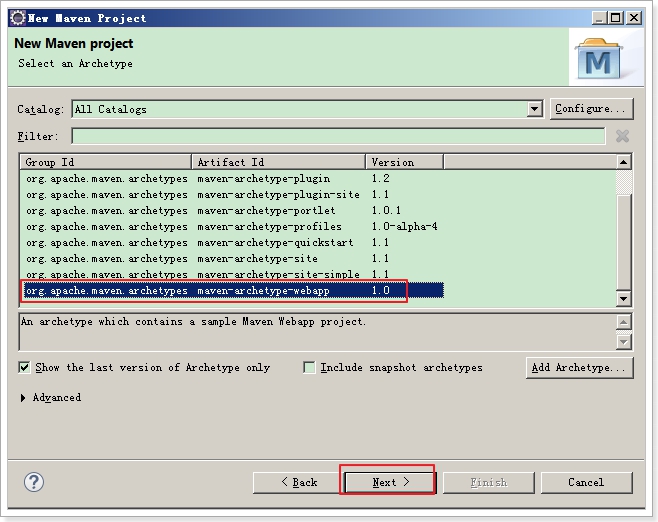 New Maven Project
New Maven project
Select an Archetype
M
Catalog: All Catalogs Configure...
Filter:
Group Id Artifact Id Version
org.apache.maven.archetypes maven-archetype-plugin 1.2
org.apache.maven.archetypes maven-archetype-plugin-site 1.1
org.apache.maven.archetypes maven-archetype-portlet 1.0.1
org.apache.maven.archetypes maven-archetype-profiles 1.0-alpha-4
org.apache.maven.archetypes maven-archetype-quickstart 1.1
org.apache.maven.archetypes maven-archetype-site 1.1
org.apache.maven.archetypes maven-archetype-site-simple 1.1
org.apache.maven.archetypes maven-archetype-webapp 1.0
An archetype which contains a sample Maven Webapp project.
Show the last version of Archetype only Include snapshot archetypes Add Archetype...
Advanced
? < Back Next > Finish Cancel